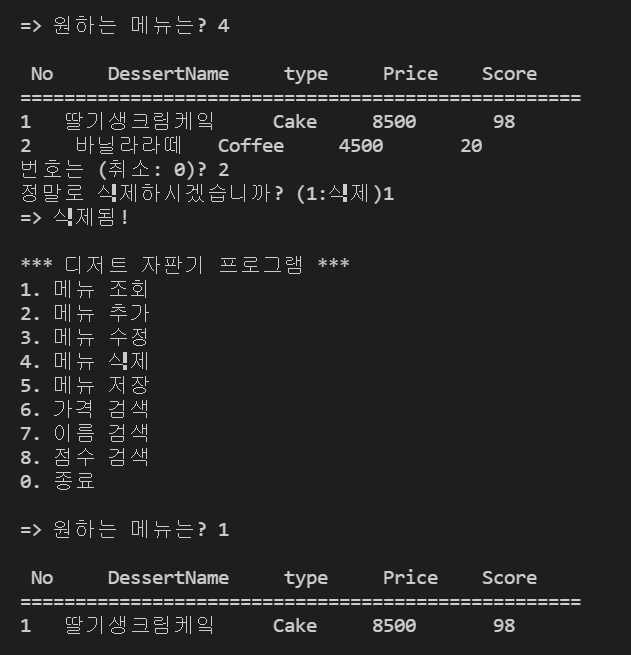 => 원하는 메뉴는? 4
No DessertName type Price Score
===================================================
1 딸기생크림케잌 Cake 8500 98
2 바닐라라떼 Coffee 4500 20
번호는 (취소: 0)? 2
정말로 삭제하시겠습니까? (1:삭제)1
=> 삭제됨!
*** 디저트 자판기 프로그램 ***
1. 메뉴 조회
2. 메뉴 추가
3. 메뉴 수정
4. 메뉴 삭제
5. 메뉴 저장
6. 가격 검색
7. 이름 검색
8. 점수 검색
0. 종료
=> 원하는 메뉴는? 1
No DessertName type Price Score
===================================================
1 딸기생크림케잌 Cake 8500 98